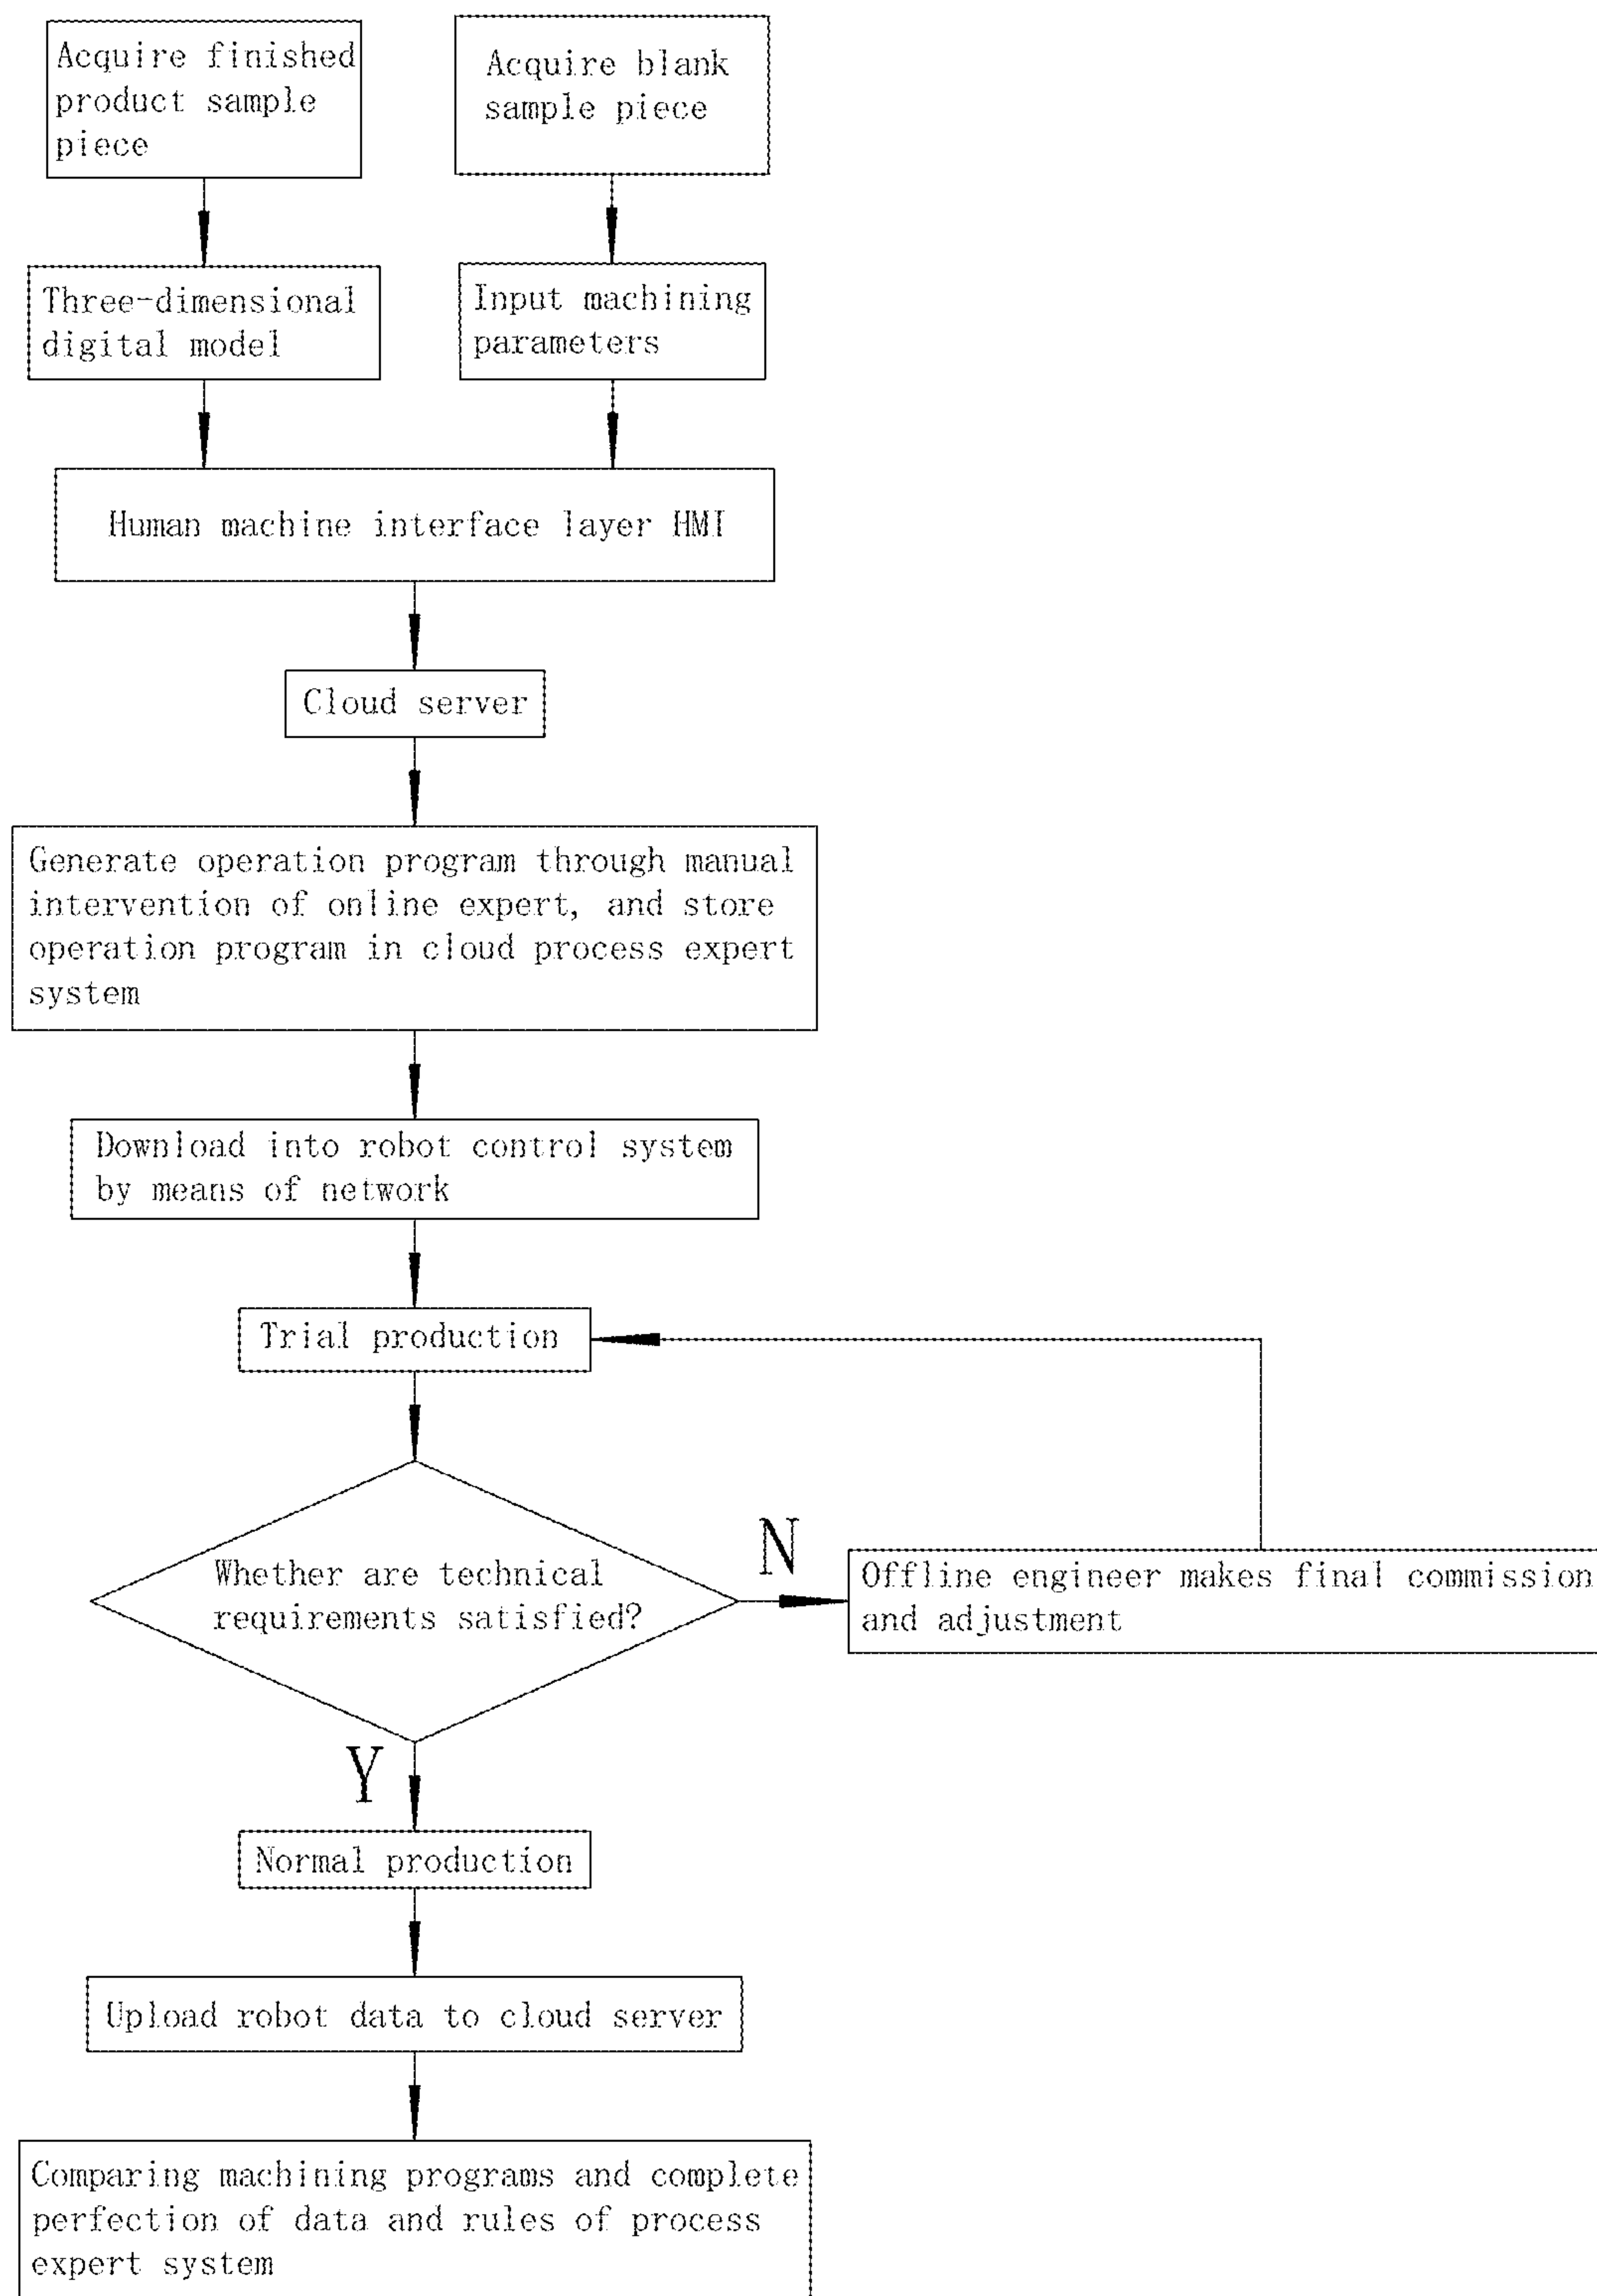 Acquire finished
product sample
piece
Acquire blank
sample piece
Three-dimensional
digital model
Input machining
parameters
Human machine interface layer HMI
Cloud server
Generate operation program through manual
intervention of online expert, and store
operation program in cloud process expert
system
Download into robot control system
by means of network
Trial production
Whether are technical
requirements satisfied?
N
Offline engineer makes final commission
and adjustment
Y
Normal production
Upload robot data to cloud server
Comparing machining programs and complete
perfection of data and rules of process
expert system